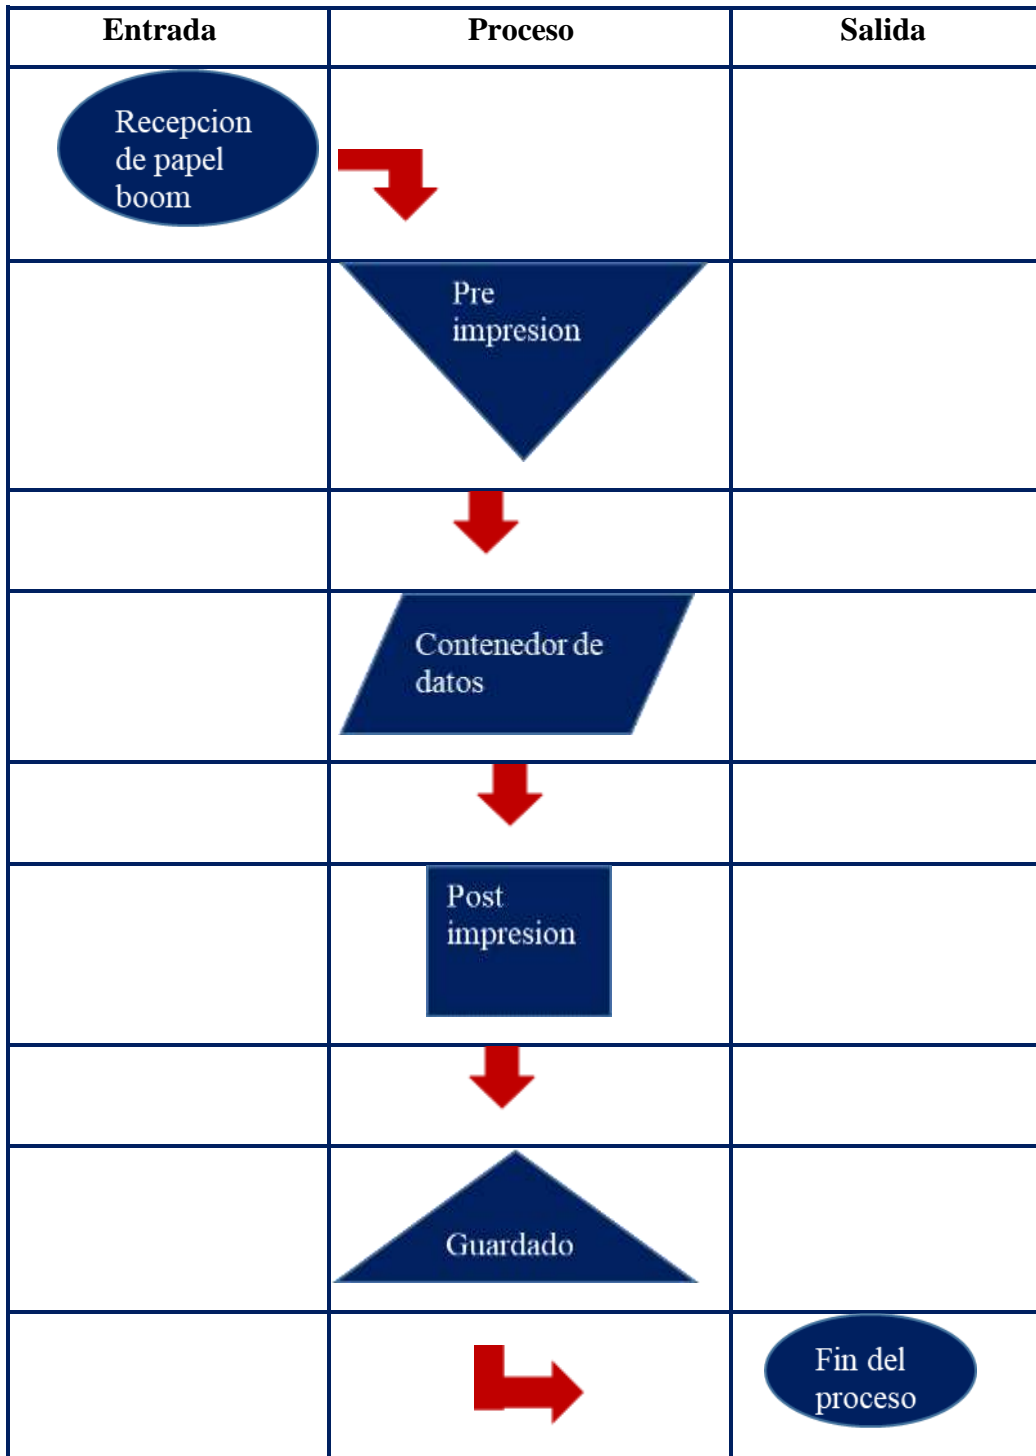 Entrada
Proceso
Salida
Recepcion
de papel
boom
Pre
impresion
Contenedor de
datos
Post
impresion
Guardado
Fin del
proceso